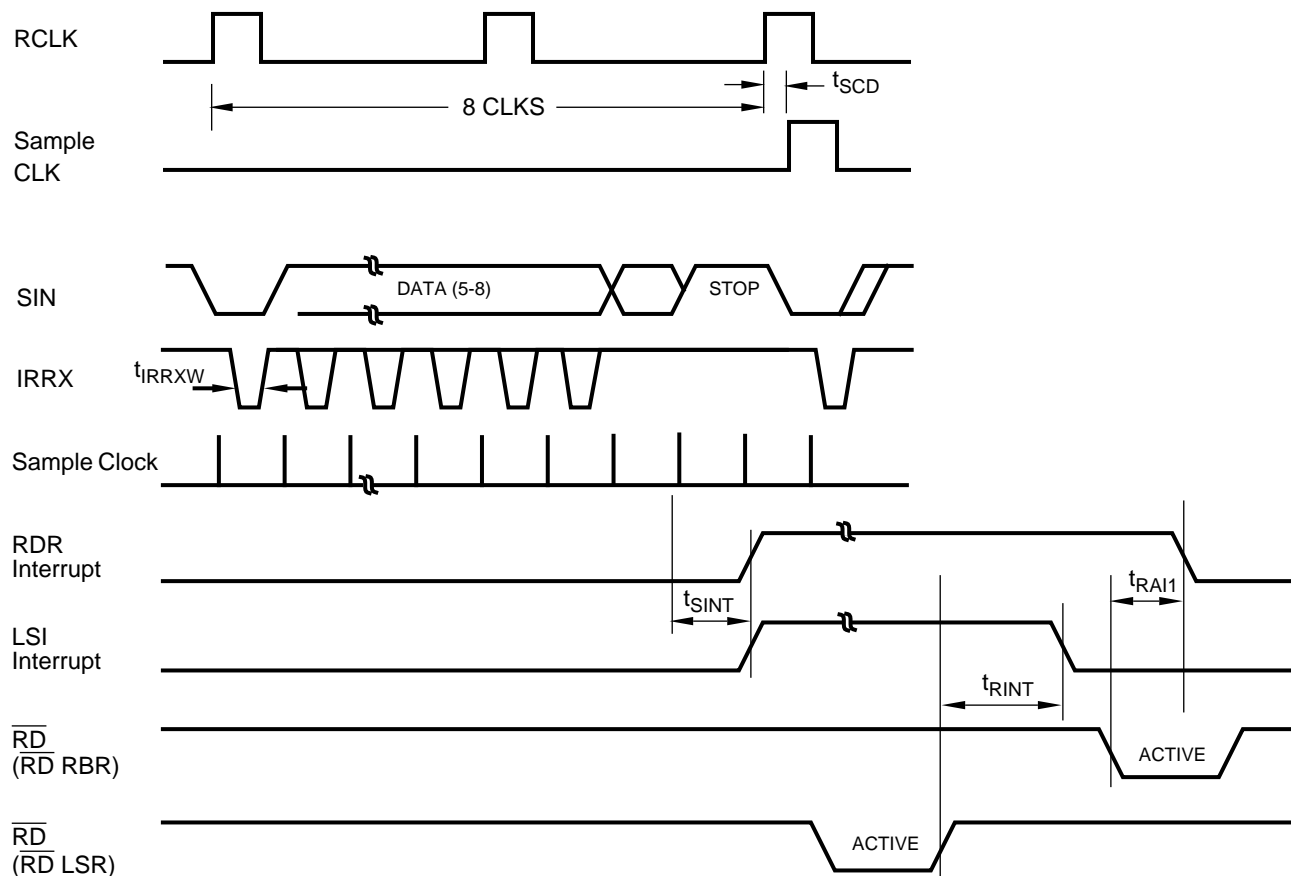 RCLK
tSCD
8 CLKS
Sample
CLK
SIN
DATA (5-8)
STOP
IRRX
tIRRXW
Sample Clock
RDR
Interrupt
tRAI1
tSINT
LSI
Interrupt
tRINT
RD
(RD RBR)
ACTIVE
RD
(RD LSR)
ACTIVE